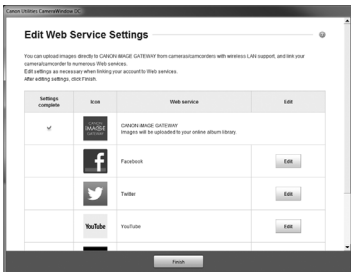 Canon Utilities CameraWindow DC
Edit Web Service Settings
You can upload images directly to CANON iMAGE GATEWAY from cameras/camcorders with wireless LAN support, and link your
camera/camcorder to numerous Web services.
Edit settings as necessary when linking your account to Web services.
After editing settings, click Finish.
Settings complete Icon Web service Edit
CANON iMAGE GATEWAY CANON iMAGE GATEWAY
Images will be uploaded to your online album library.
f Facebook Edit
Twitter Edit
YouTube YouTube Edit
Finish